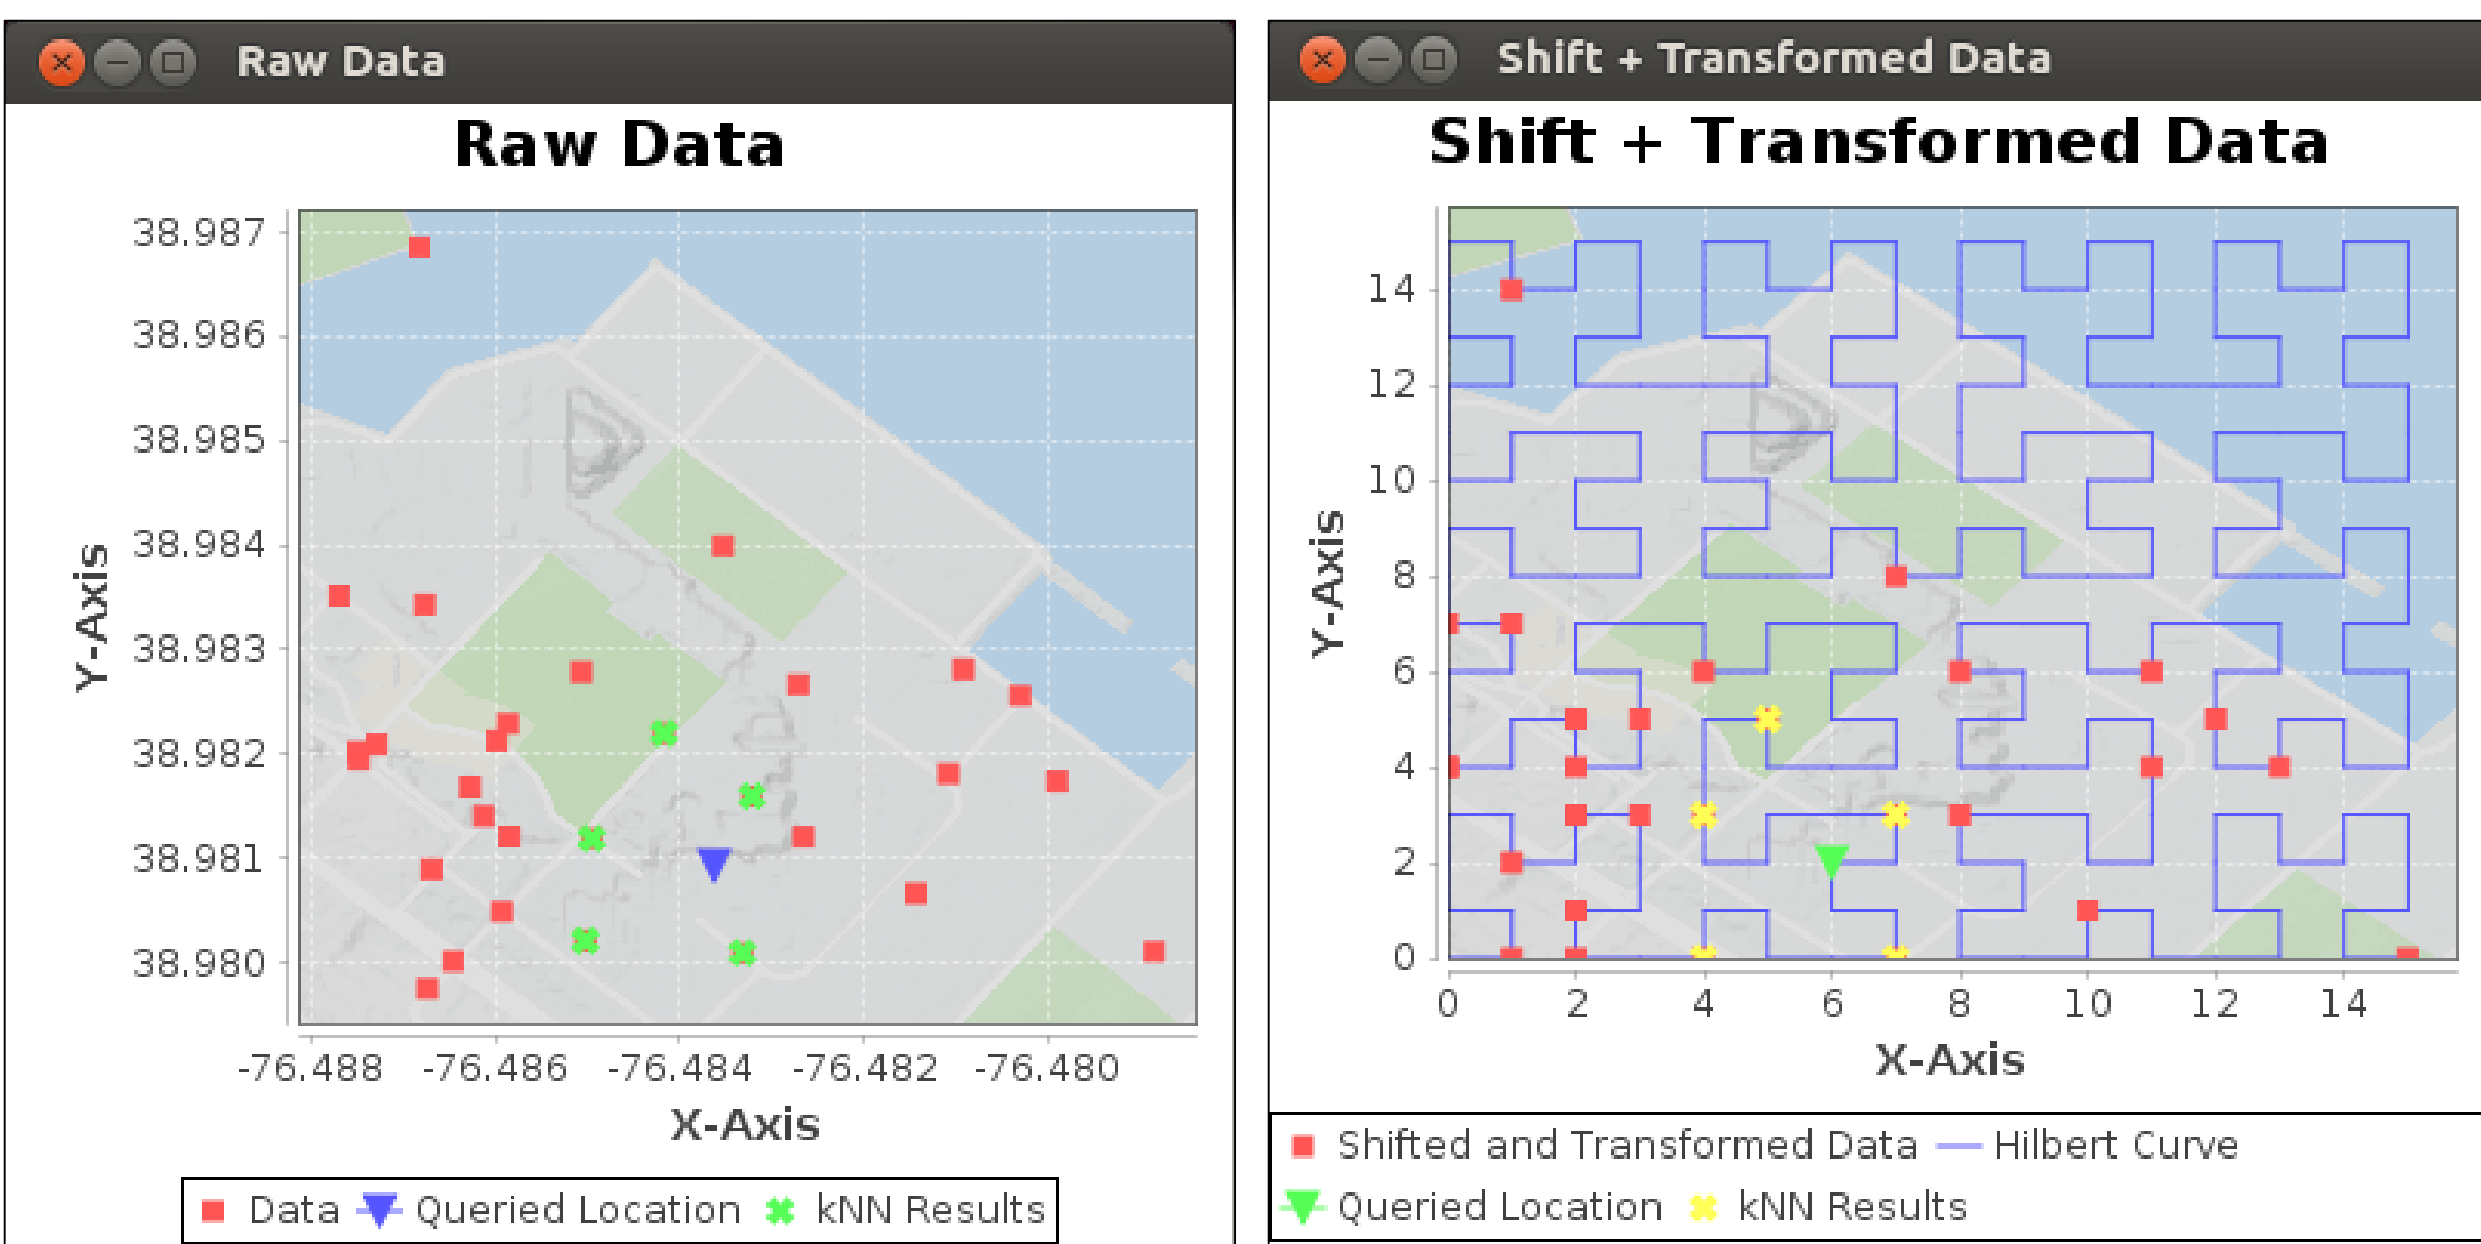 Raw Data
Raw Data
38.987
38.986
38.985
38.984
38.983
38.982
38.981
38.980
Y-Axis
-76.488 -76.486 -76.484 -76.482 -76.480
X-Axis
Data Queried Location kNN Results
Shift + Transformed Data
Shift + Transformed Data
14
12
10
8
6
4
2
0
Y-Axis
0 2 4 6 8 10 12 14
X-Axis
Shifted and Transformed Data Hilbert Curve
Queried Location kNN Results